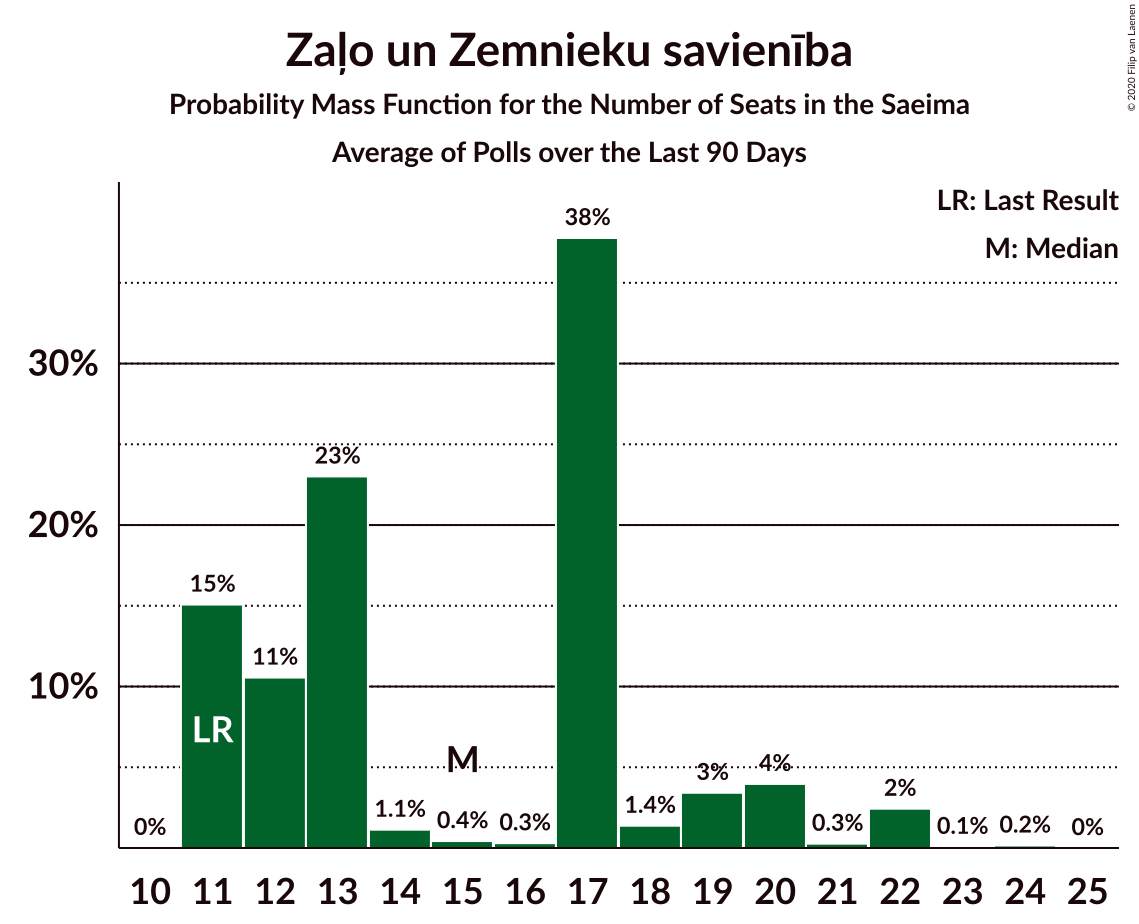 Zaļo un Zemnieku savienība
Probability Mass Function for the Number of Seats in the Saeima
Average of Polls over the Last 90 Days
© 2020 Filip van Laenen
LR: Last Result
M: Median
38%
30%
23%
20%
15%
11%
10%
LR
M
3%
4%
2%
0%
1.1%
0.4%
0.3%
1.4%
0.3%
0.1%
0.2%
0%
10 11 12 13 14 15 16 17 18 19 20 21 22 23 24 25